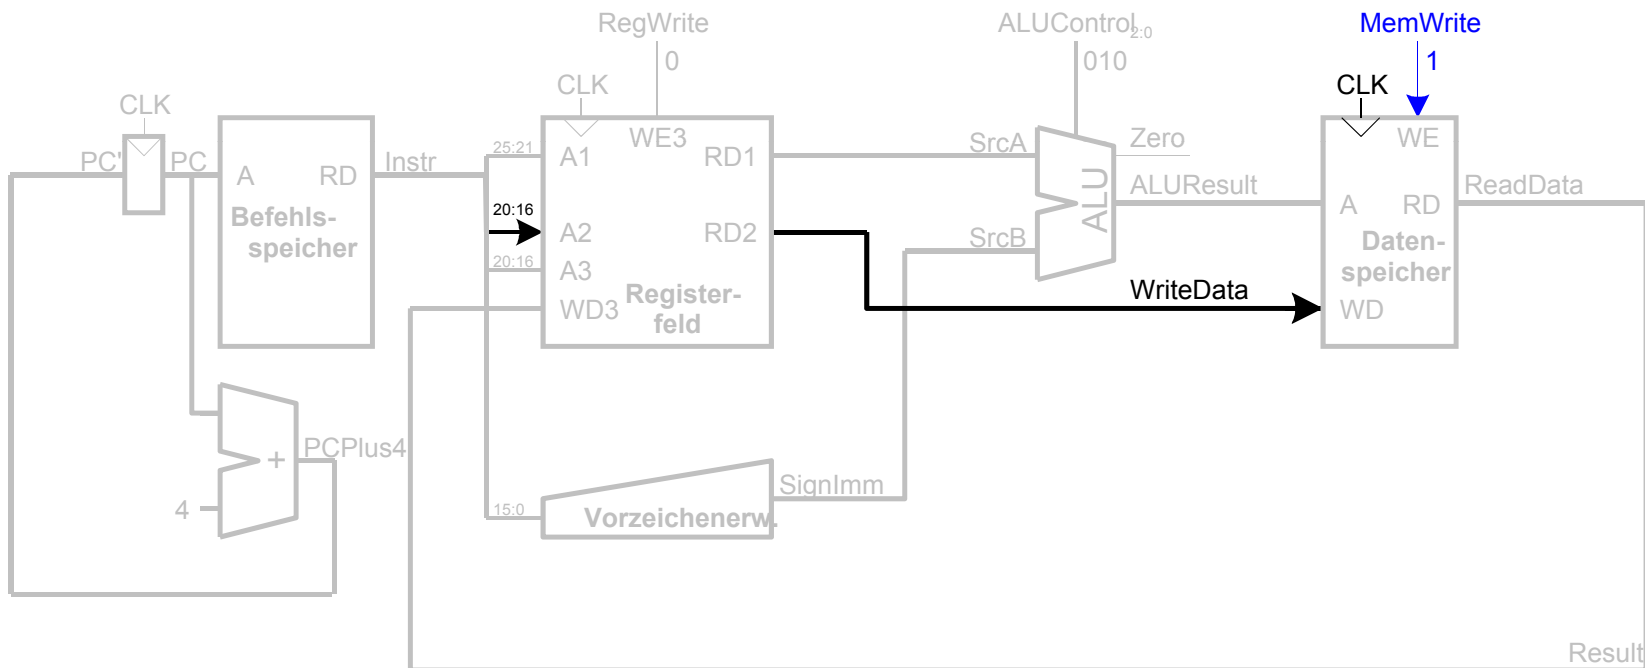 RegWrite
0
ALUControl2:0
010
MemWrite
1
CLK
CLK
CLK
PC'
PC
A
RD
Befehls-
speicher
Instr
25:21
20:16
20:16
15:0
A1
A2
A3
WD3
WE3
RD1
RD2
Register-
feld
SrcA
SrcB
ALU
Zero
ALUResult
WriteData
WE
A
RD
Daten-
speicher
WD
ReadData
4
+
PCPlus4
Vorzeichenerw.
SignImm
Result